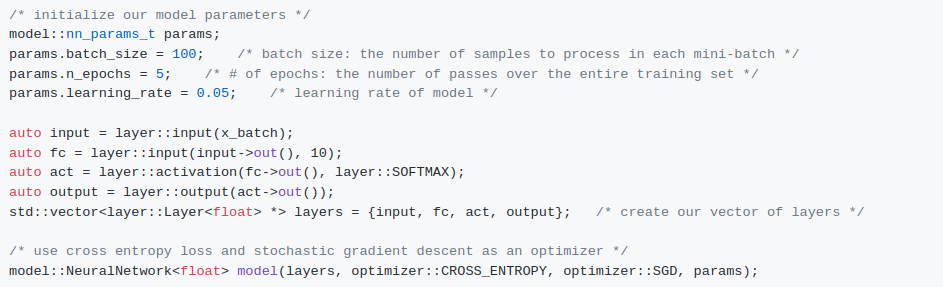 /* initialize our model parameters */
model::nn_params_t params;
params.batch_size = 100;    /* batch size: the number of samples to process in each mini-batch */
params.n_epochs = 5;    /* # of epochs: the number of passes over the entire training set */
params.learning_rate = 0.05;    /* learning rate of model */

auto input = layer::input(x_batch);
auto fc = layer::input(input->out(), 10);
auto act = layer::activation(fc->out(), layer::SOFTMAX);
auto output = layer::output(act->out());
std::vector<layer::Layer<float> *> layers = {input, fc, act, output};   /* create our vector of layers */

/* use cross entropy loss and stochastic gradient descent as an optimizer */
model::NeuralNetwork<float> model(layers, optimizer::CROSS_ENTROPY, optimizer::SGD, params);